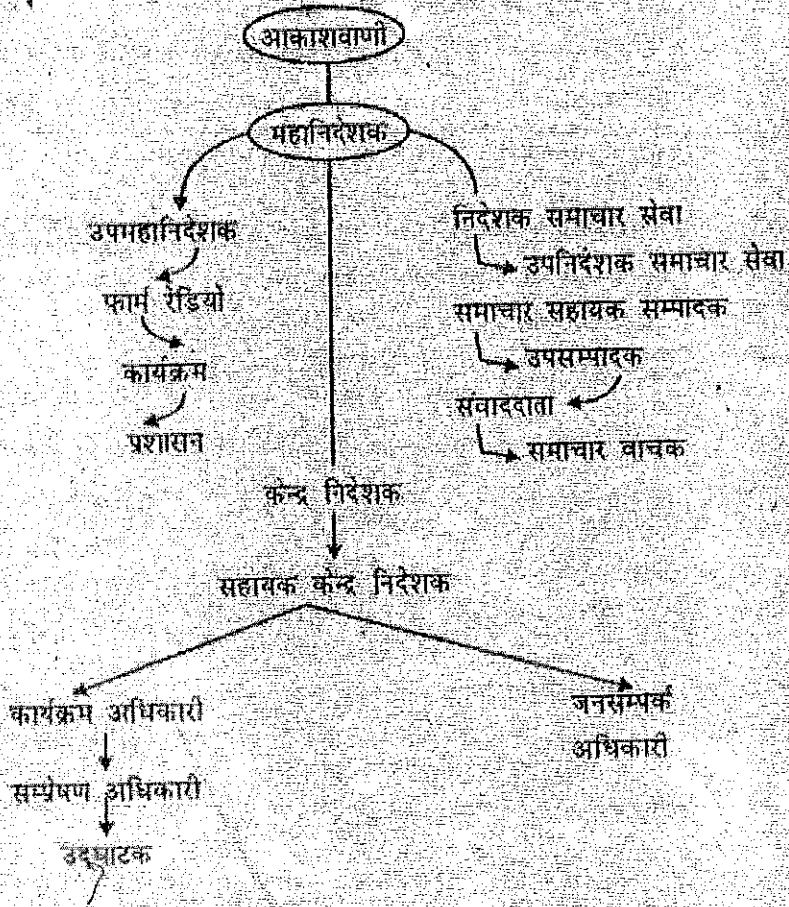 आकाशवाणी
महानिदेशक
उपमहानिदेशक
फार्म रेडियो
कार्यक्रम
प्रशासन
निदेशक समाचार सेवा
उपनिदेशक समाचार सेवा
समाचार सहायक सम्पादक
उपसम्पादक
संवाददाता
समाचार वाचक
केन्द्र निदेशक
सहायक केन्द्र निदेशक
कार्यक्रम अधिकारी
सम्प्रेषण अधिकारी
उद्घाटक
जनसम्पर्क
अधिकारी